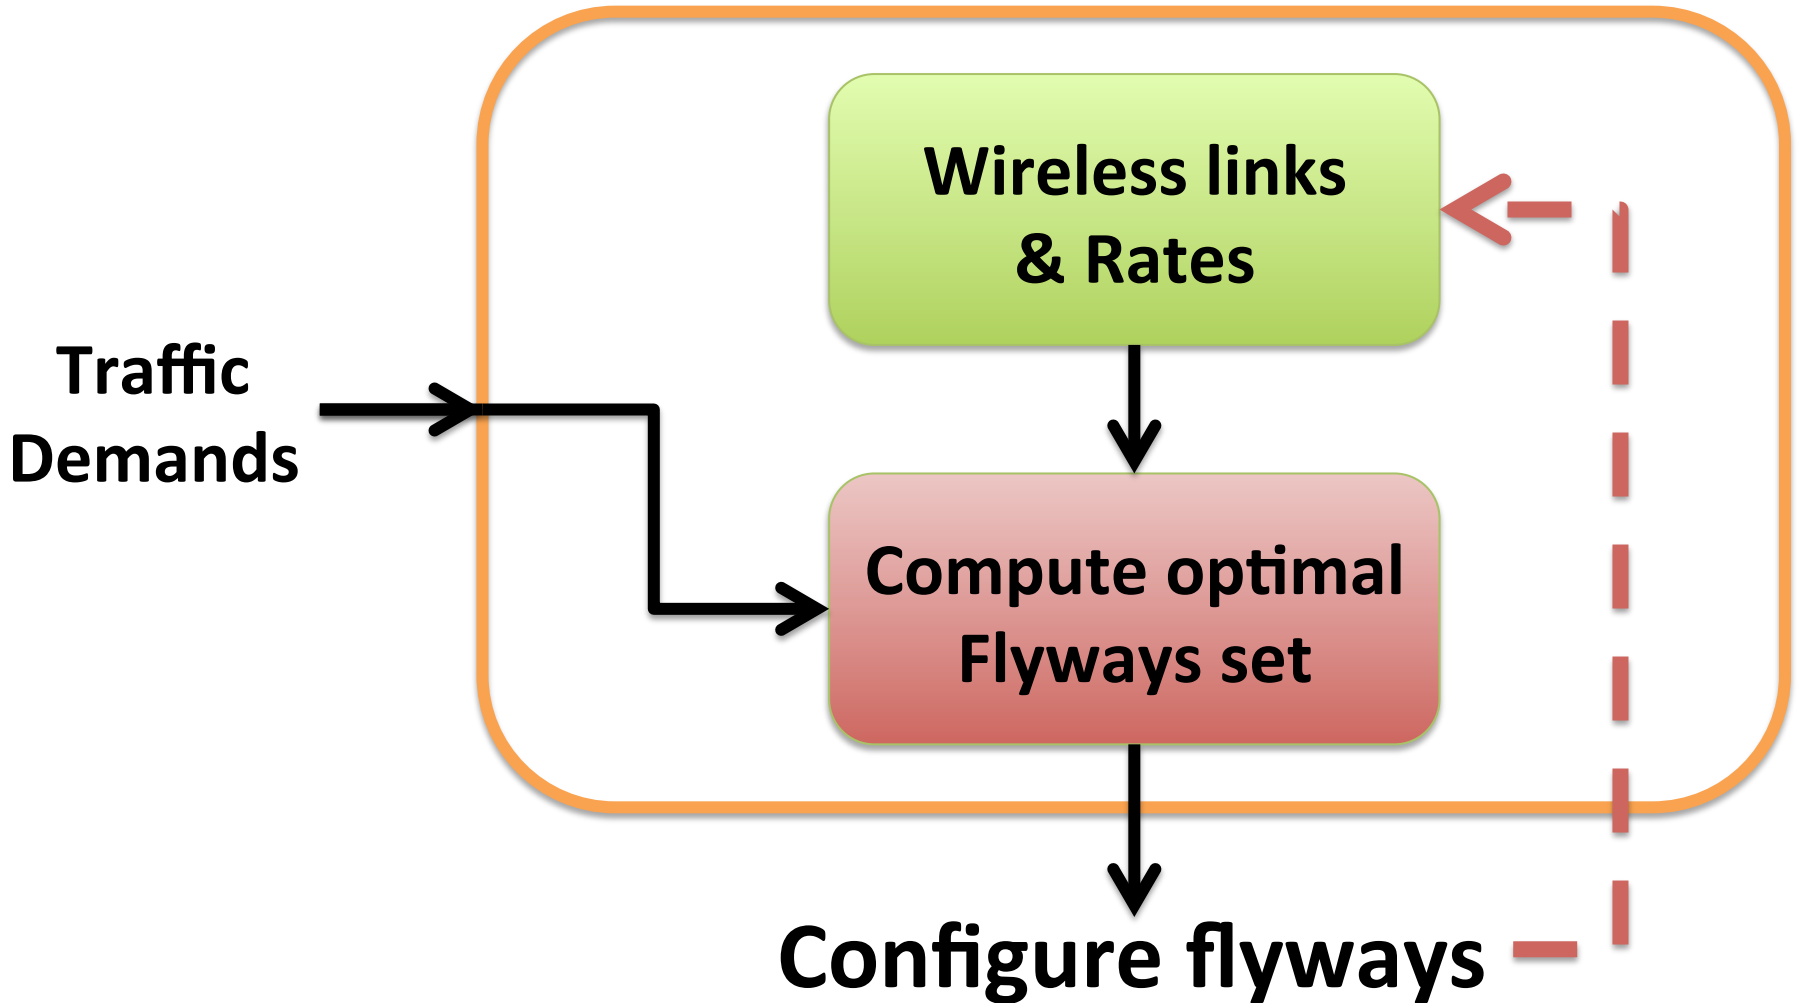 Wireless links
& Rates
Traffic
Demands
Compute optimal
Flyways set
Configure flyways